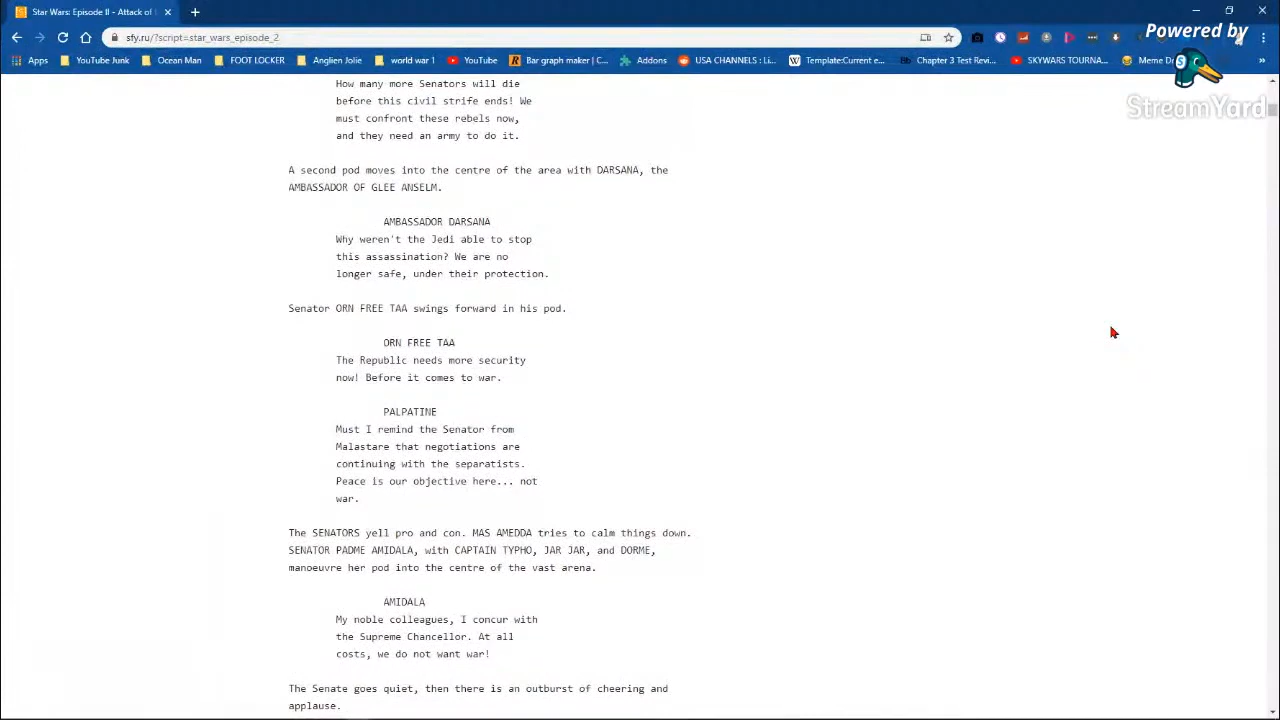 Star Wars: Episode II - Attack of
Powered by
sfy.ru/?script=star_wars_episode_2
Apps
YouTube Junk
Ocean Man
FOOT LOCKER
Anglien Jolie
world war 1
YouTube
Bar graph maker | C...
Addons
USA CHANNELS : Li...
Template:Current e...
Chapter 3 Test Revi...
SKYWARS TOURNA...
StreamYard
How many more Senators will die
before this civil strife ends! We
must confront these rebels now,
and they need an army to do it.
A second pod moves into the centre of the area with DARSANA, the
AMBASSADOR OF GLEE ANSELM.
AMBASSADOR DARSANA
Why weren't the Jedi able to stop
this assassination? We are no
longer safe, under their protection.
Senator ORN FREE TAA swings forward in his pod.
ORN FREE TAA
The Republic needs more security
now! Before it comes to war.
PALPATINE
Must I remind the Senator from
Malastare that negotiations are
continuing with the separatists.
Peace is our objective here... not
war.
The SENATORS yell pro and con. MAS AMEDDA tries to calm things down.
SENATOR PADME AMIDALA, with CAPTAIN TYPHO, JAR JAR, and DORME,
manoeuvre her pod into the centre of the vast arena.
AMIDALA
My noble colleagues, I concur with
the Supreme Chancellor. At all
costs, we do not want war!
The Senate goes quiet, then there is an outburst of cheering and
applause.